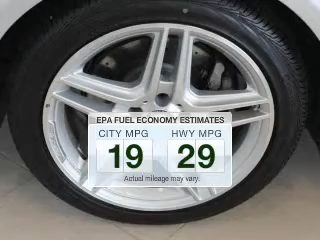 EPA FUEL ECONOMY ESTIMATES
CITY MPG HWY MPG
19 29
Actual mileage may vary.